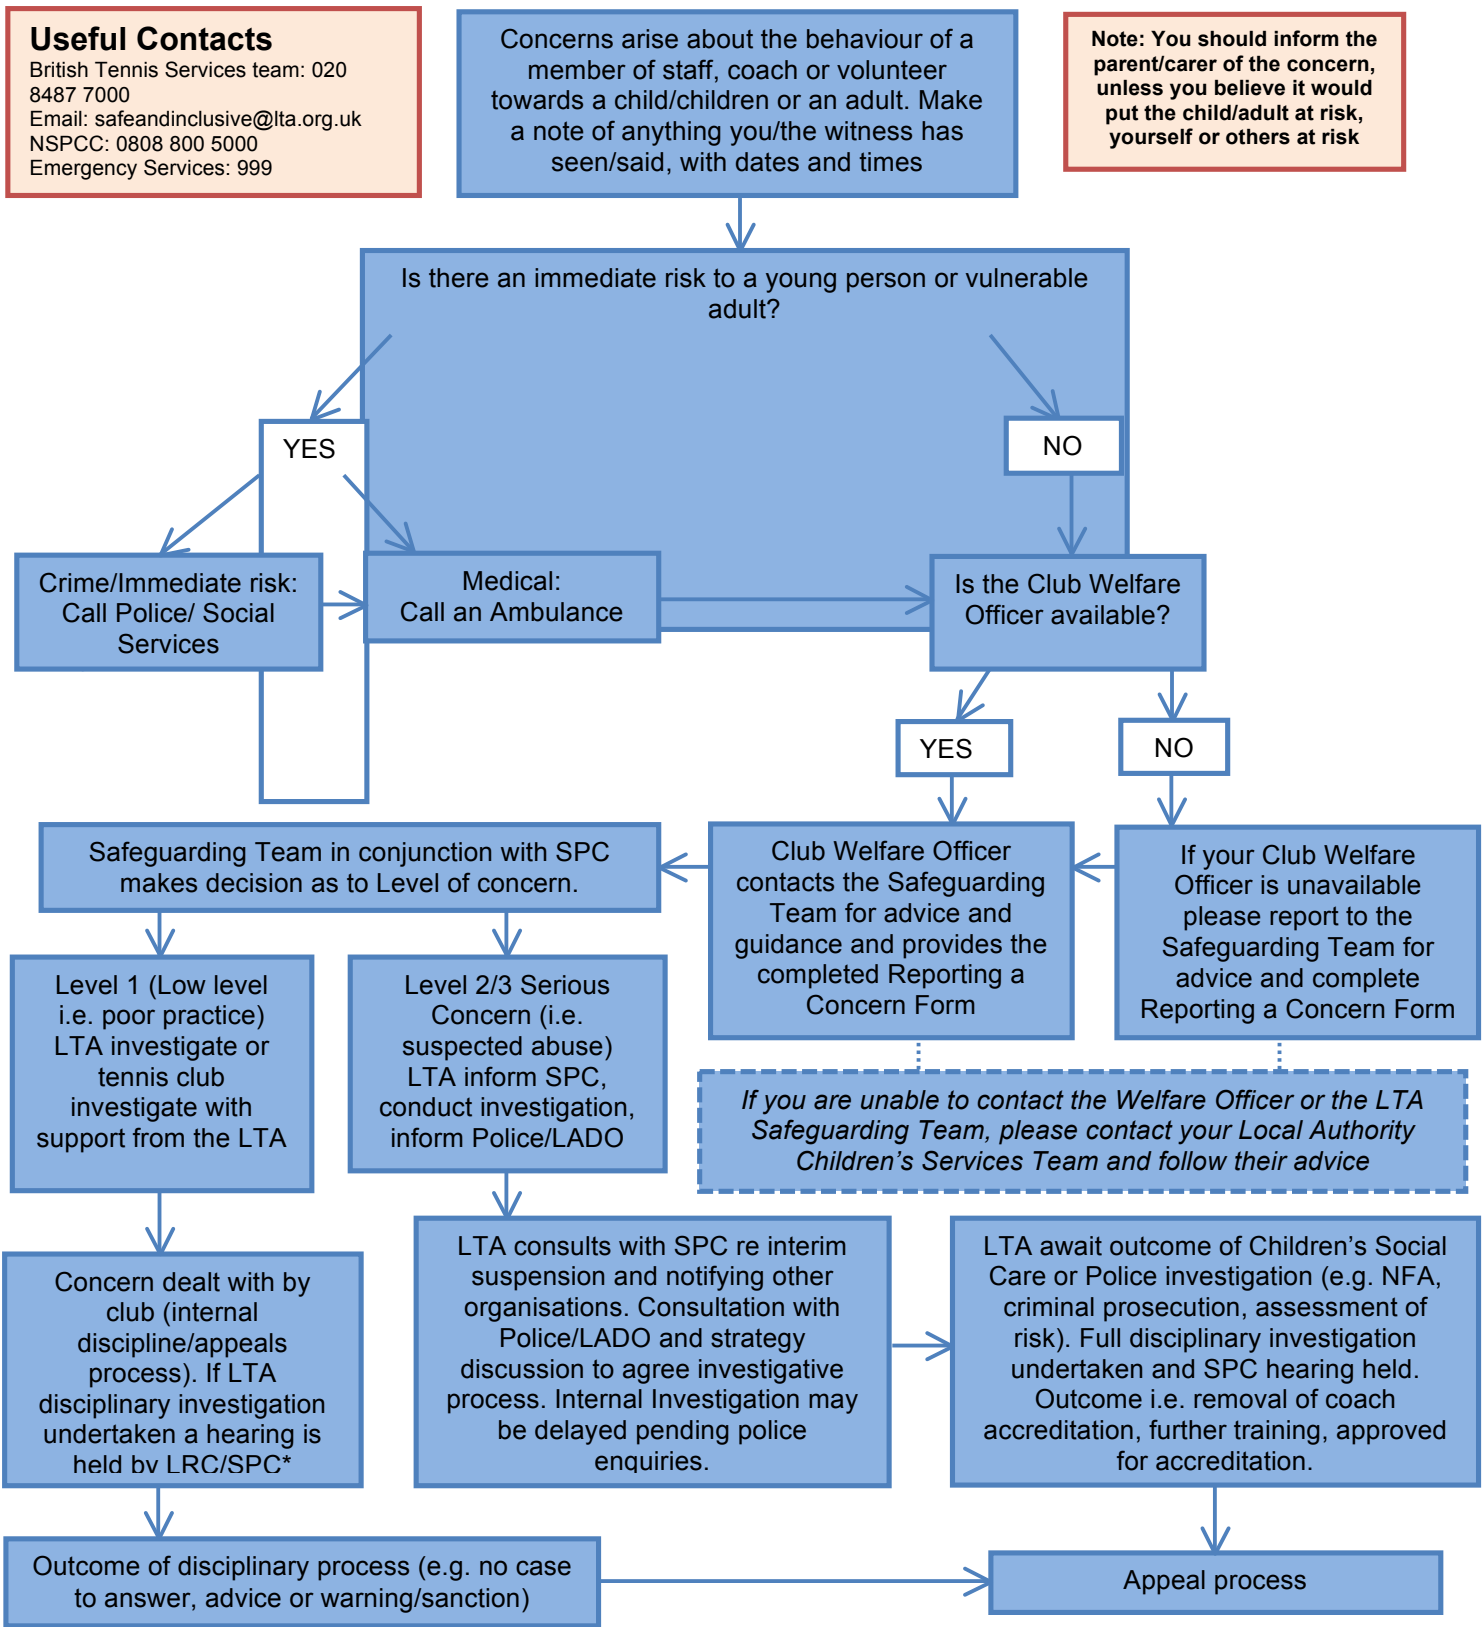 Useful Contacts
British Tennis Services team: 020
8487 7000
Email: safeandinclusive@lta.org.uk
NSPCC: 0808 800 5000
Emergency Services: 999
Concerns arise about the behaviour of a
member of staff, coach or volunteer
towards a child/children or an adult. Make
a note of anything you/the witness has
seen/said, with dates and times
Note: You should inform the
parent/carer of the concern,
unless you believe it would
put the child/adult at risk,
yourself or others at risk
Is there an immediate risk to a young person or vulnerable
adult?
YES
NO
Crime/Immediate risk:
Call Police/ Social
Services
Medical:
Call an Ambulance
Is the Club Welfare
Officer available?
YES
NO
Safeguarding Team in conjunction with SPC
makes decision as to Level of concern.
Club Welfare Officer
contacts the Safeguarding
Team for advice and
guidance and provides the
completed Reporting a
Concern Form
If your Club Welfare
Officer is unavailable
please report to the
Safeguarding Team for
advice and complete
Reporting a Concern Form
Level 1 (Low level
i.e. poor practice)
LTA investigate or
tennis club
investigate with
support from the LTA
Level 2/3 Serious
Concern (i.e.
suspected abuse)
LTA inform SPC,
conduct investigation,
inform Police/LADO
If you are unable to contact the Welfare Officer or the LTA
Safeguarding Team, please contact your Local Authority
Children's Services Team and follow their advice
Concern dealt with by
club (internal
discipline/appeals
process). If LTA
disciplinary investigation
undertaken a hearing is
held by LRC/SPC*
LTA consults with SPC re interim
suspension and notifying other
organisations. Consultation with
Police/LADO and strategy
discussion to agree investigative
process. Internal Investigation may
be delayed pending police
enquiries.
LTA await outcome of Children's Social
Care or Police investigation (e.g. NFA,
criminal prosecution, assessment of
risk). Full disciplinary investigation
undertaken and SPC hearing held.
Outcome i.e. removal of coach
accreditation, further training, approved
for accreditation.
Outcome of disciplinary process (e.g. no case
to answer, advice or warning/sanction)
Appeal process